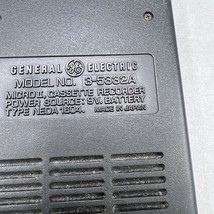 GENERAL ELECTRIC
MODEL NO. 3-5332A
MICRO II, CASSETTE RECORDER
POWER SOURCE: 9V. BATTERY
TYPE NEDA 1604. MADE IN JAPAN